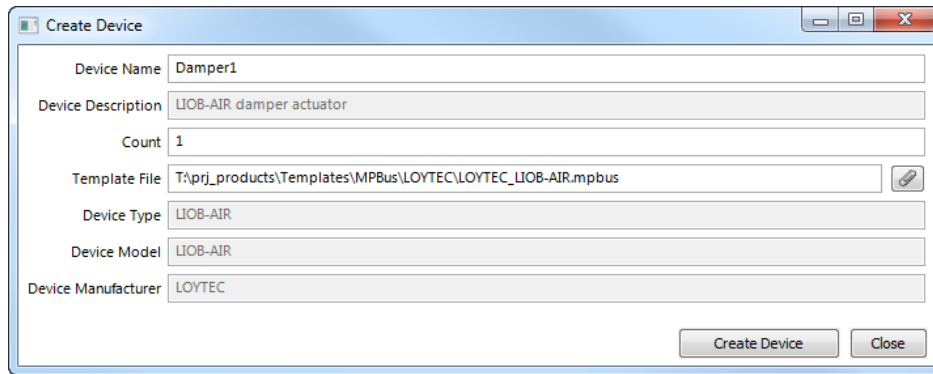 Create Device
Device Name Damper1
Device Description LIOB-AIR damper actuator
Count 1
Template File T:\prj_products\Templates\MPBus\LOYTEC\LOYTEC_LIOB-AIR.mpbus
Device Type LIOB-AIR
Device Model LIOB-AIR
Device Manufacturer LOYTEC
Create Device Close